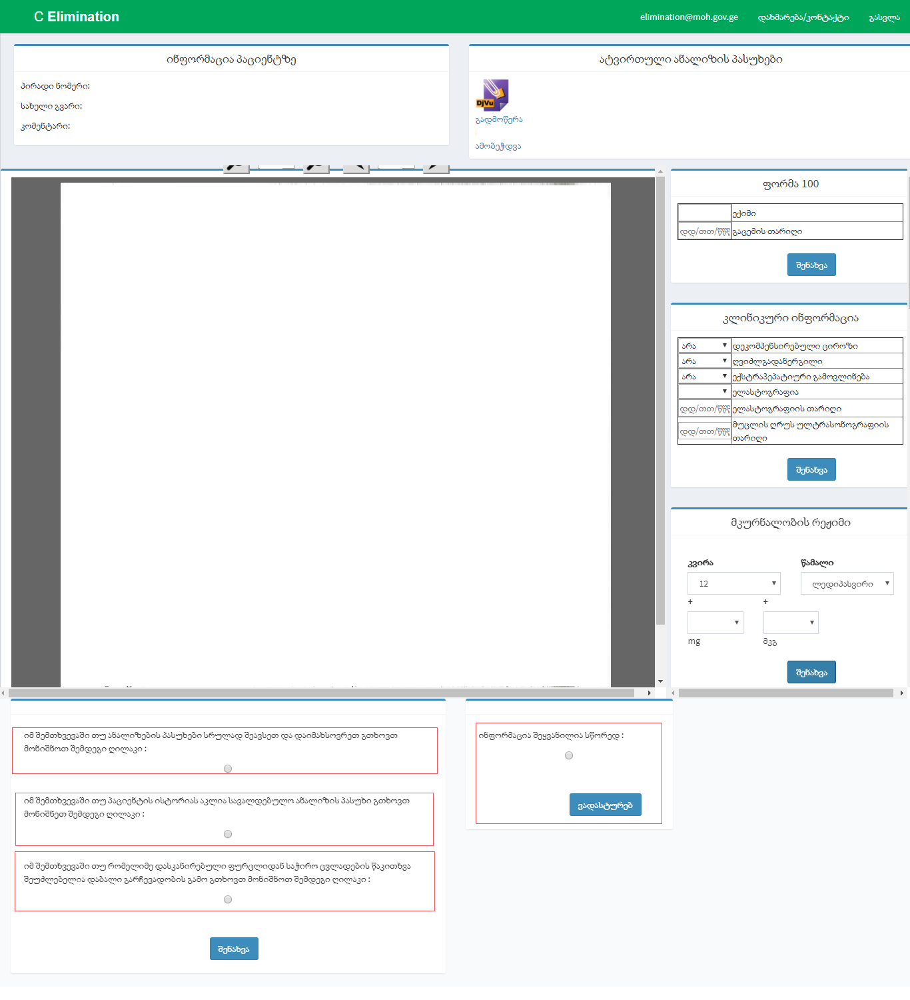 C Elimination
elimination@moh.gov.ge
დახმარება/კონტაქტი
გასვლა
ინფორმაცია პაციენტზე
პირადი ნომერი:
სახელი გვარი:
კომენტარი:
ატვირთული ანალიზის პასუხები
DjVu
გადმოწერა
ამობეჭდვა
ფორმა 100
ექიმი
დდ/თთ/წწწწ გაცემის თარიღი
შენახვა
კლინიკური ინფორმაცია
არა დეკომპენსირებული ციროზი
არა ღვიძლგადანერგილი
არა ექსტრაჰეპატიური გამოვლინება
ელასტოგრაფია
დდ/თთ/წწწწ ელასტოგრაფიის თარიღი
დდ/თთ/წწწწ მუცლის ღრუს ულტრასონოგრაფიის
თარიღი
შენახვა
მკურნალობის რეჟიმი
კვირა წამალი
12 ლედიპასვირი
+ +
mg მკგ
შენახვა
იმ შემთხვევაში თუ ანალიზების პასუხები სრულად შეავსეთ და დაიმახსოვრეთ გთხოვთ
მონიშნოთ შემდეგი ღილაკი :
იმ შემთხვევაში თუ პაციენტის ისტორიას აკლია სავალდებულო ანალიზის პასუხი გთხოვთ
მონიშნეთ შემდეგი ღილაკი :
იმ შემთხვევაში თუ რომელიმე დასკანირებული ფურცლიდან საჭირო ცვლადების წაკითხვა
შეუძლებელია დაბალი გარჩევადობის გამო გთხოვთ მონიშნოთ შემდეგი ღილაკი :
შენახვა
ინფორმაცია შეყვანილია სწორედ :
ვადასტურებ